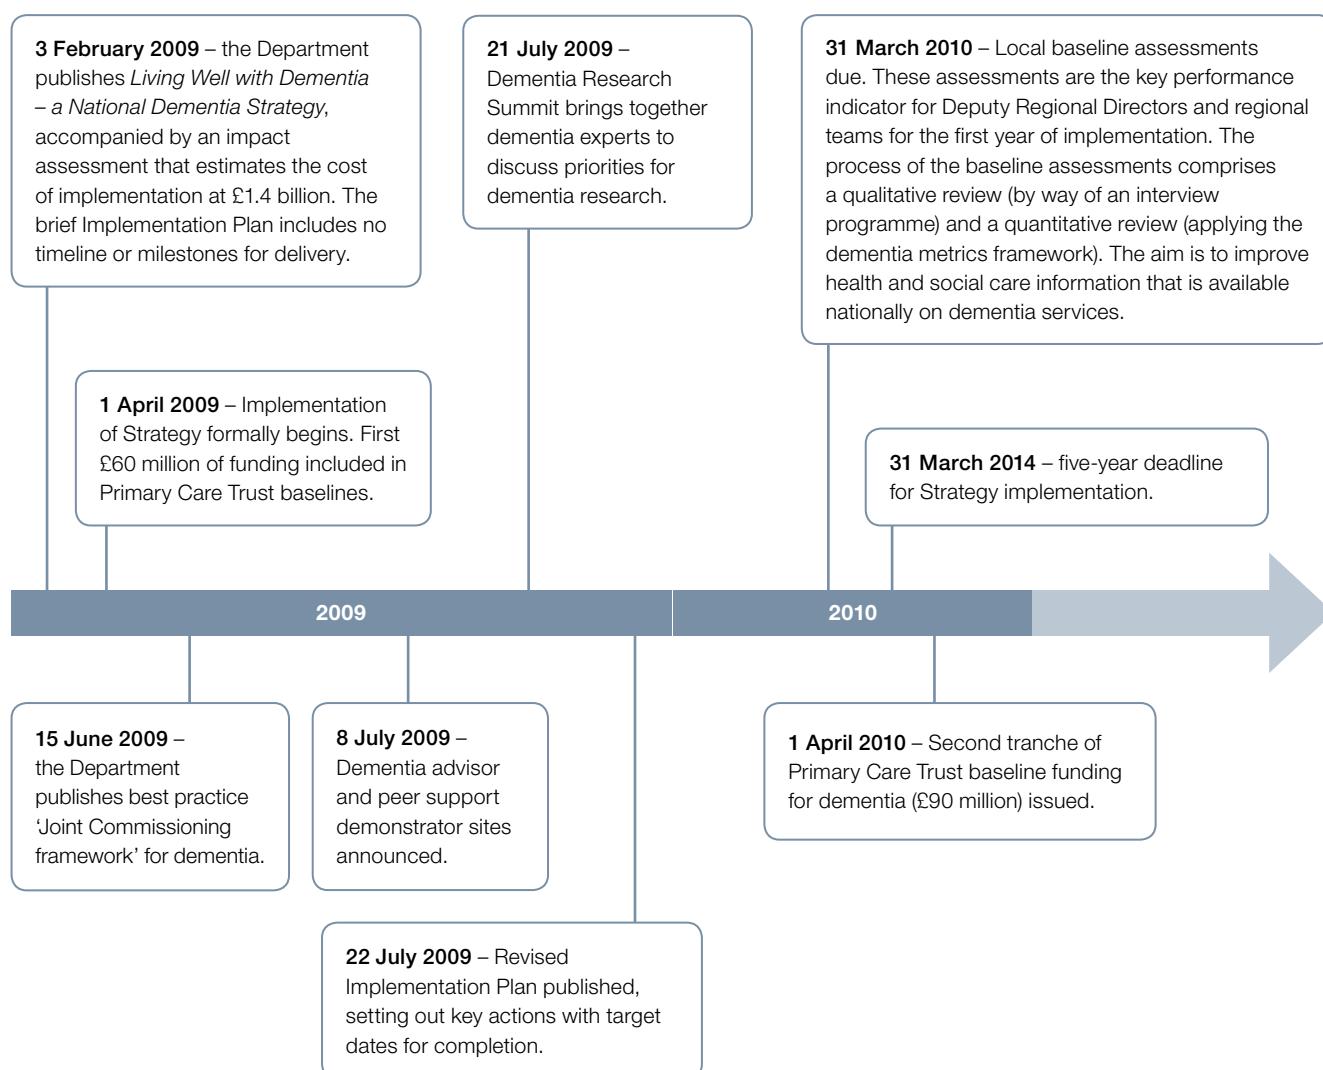 3 February 2009 – the Department
publishes Living Well with Dementia
– a National Dementia Strategy,
accompanied by an impact
assessment that estimates the cost
of implementation at £1.4 billion. The
brief Implementation Plan includes no
timeline or milestones for delivery.
21 July 2009 –
Dementia Research
Summit brings together
dementia experts to
discuss priorities for
dementia research.
31 March 2010 – Local baseline assessments
due. These assessments are the key performance
indicator for Deputy Regional Directors and regional
teams for the first year of implementation. The
process of the baseline assessments comprises
a qualitative review (by way of an interview
programme) and a quantitative review (applying the
dementia metrics framework). The aim is to improve
health and social care information that is available
nationally on dementia services.
1 April 2009 – Implementation
of Strategy formally begins. First
£60 million of funding included in
Primary Care Trust baselines.
31 March 2014 – five-year deadline
for Strategy implementation.
2009
2010
15 June 2009 –
the Department
publishes best practice
‘Joint Commissioning
framework’ for dementia.
8 July 2009 –
Dementia advisor
and peer support
demonstrator sites
announced.
1 April 2010 – Second tranche of
Primary Care Trust baseline funding
for dementia (£90 million) issued.
22 July 2009 – Revised
Implementation Plan published,
setting out key actions with target
dates for completion.